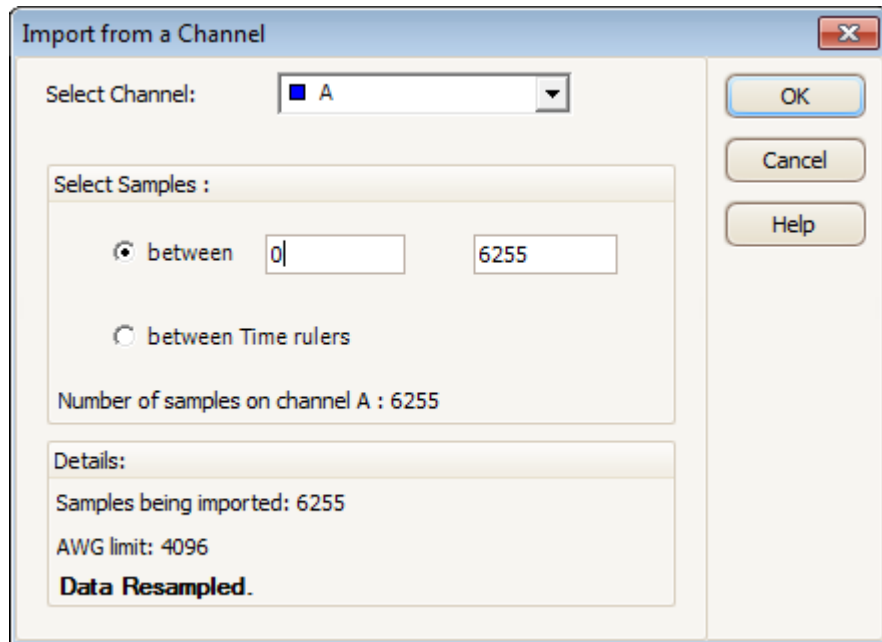 Import from a Channel
Select Channel: A
OK
Cancel
Help
Select Samples :
between 0 6255
between Time rulers
Number of samples on channel A : 6255
Details:
Samples being imported: 6255
AWG limit: 4096
Data Resampled.